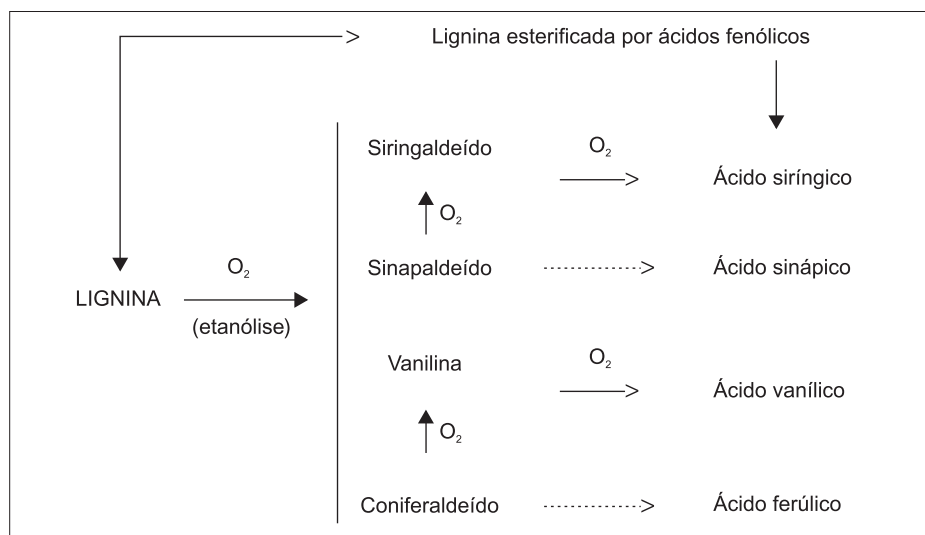 Lignina esterificada por ácidos fenólicos
Siringaldeído
O₂
Ácido siríngico
O₂
Sinapaldeído
Ácido sinápico
LIGNINA
O₂
(etanólise)
Vanilina
O₂
Ácido vanílico
O₂
Coniferaldeído
Ácido ferúlico